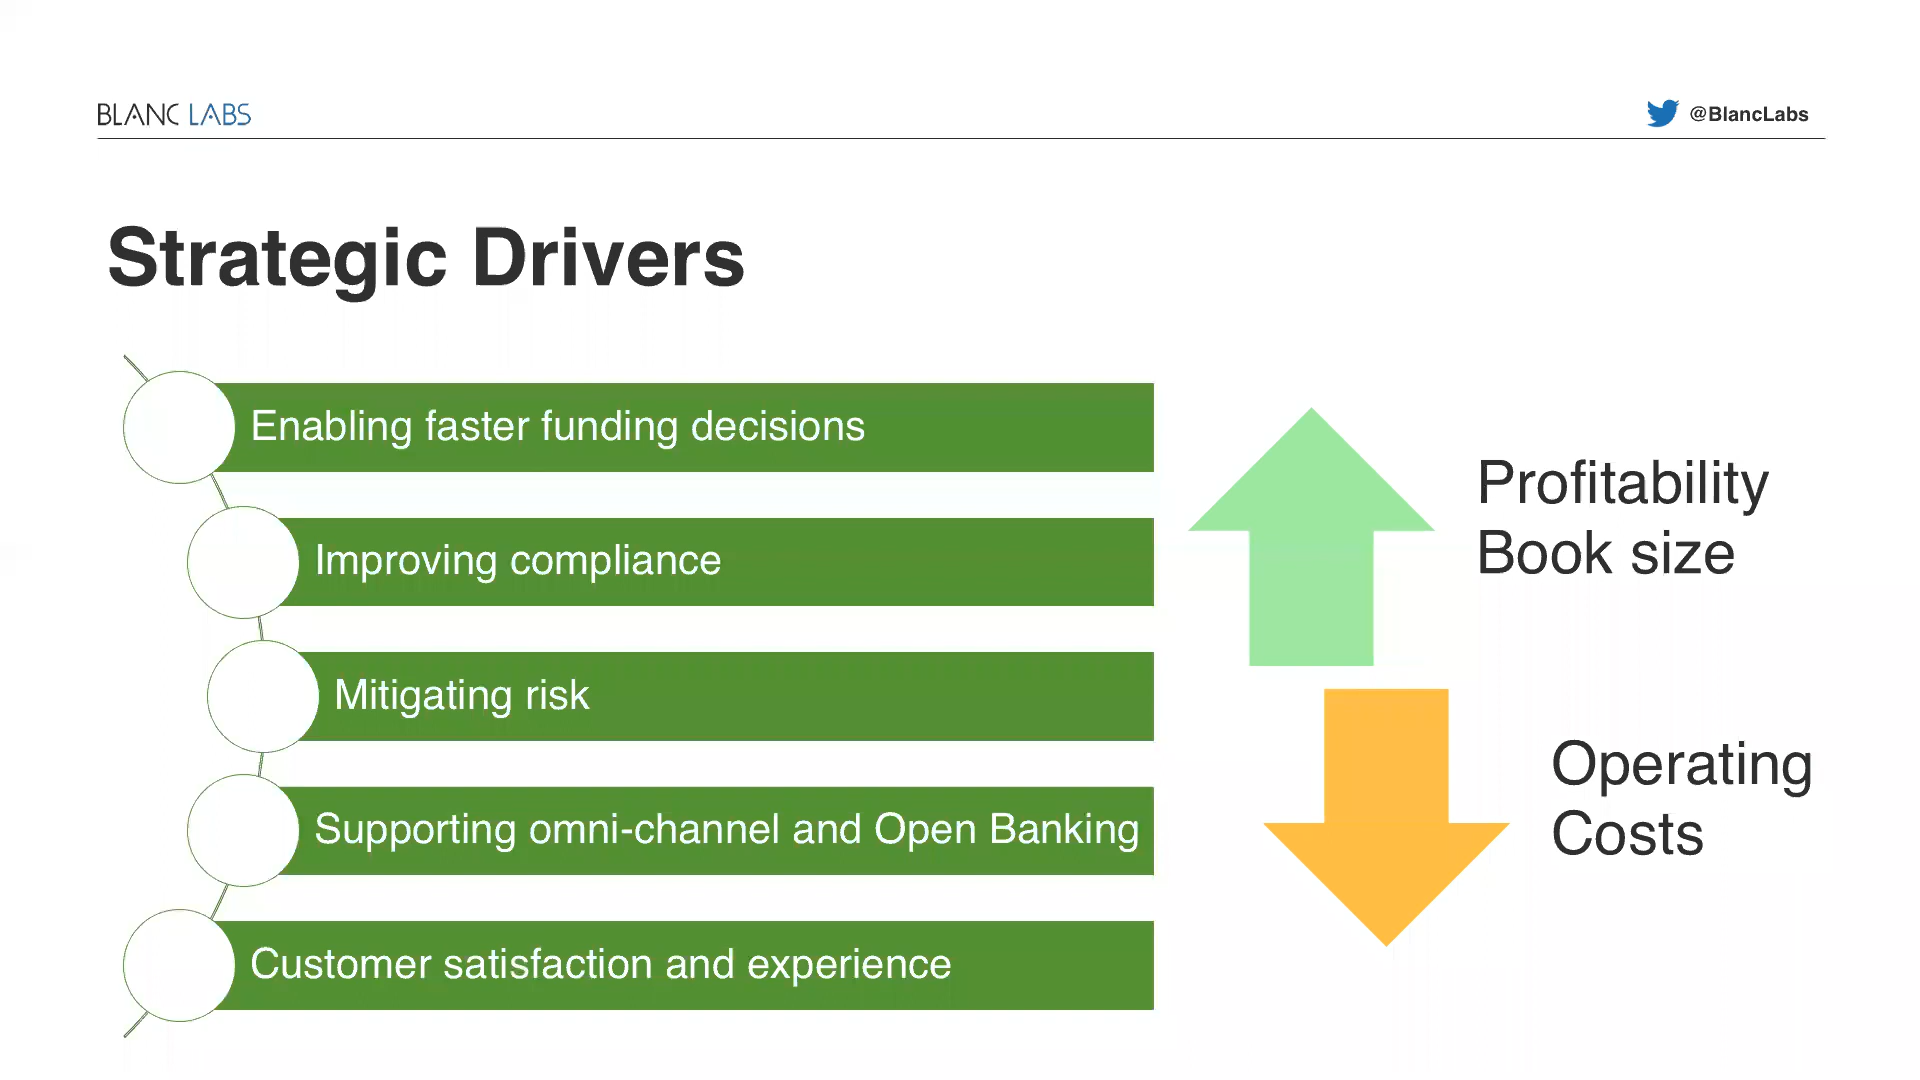 BLANC LABS
@BlancLabs
Strategic Drivers
Enabling faster funding decisions
Improving compliance
Mitigating risk
Supporting omni-channel and Open Banking
Customer satisfaction and experience
Profitability
Book size
Operating
Costs